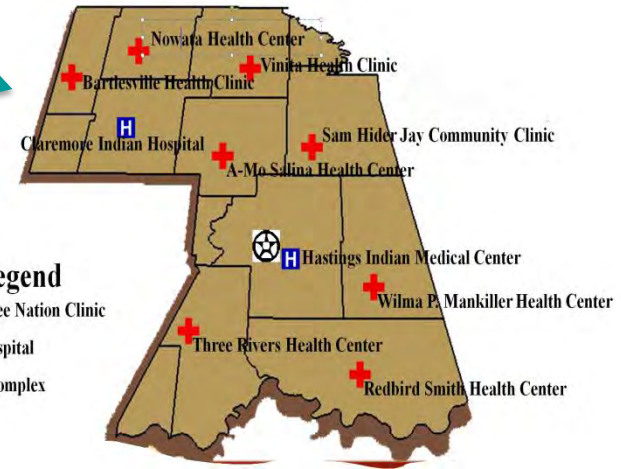 Nowata Health Center
Vinita Health Clinic
Bartlesville Health Clinic
H
Claremore Indian Hospital
Sam Hider Jay Community Clinic
A-Mo Salina Health Center
H Hastings Indian Medical Center
Wilma P. Mankiller Health Center
Three Rivers Health Center
Redbird Smith Health Center
egend
ee Nation Clinic
spital
omplex